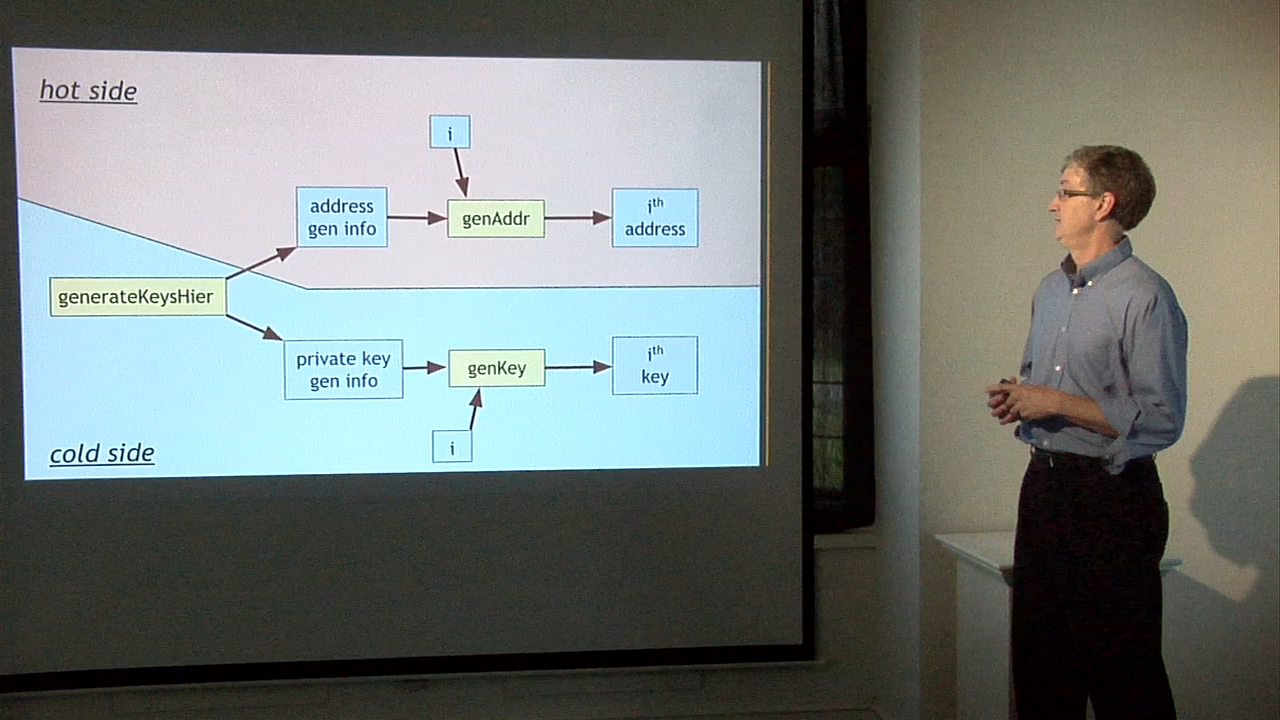 hot side
i
address
gen info
genAddr
ith
address
generateKeysHier
private key
gen info
genKey
ith
key
i
cold side